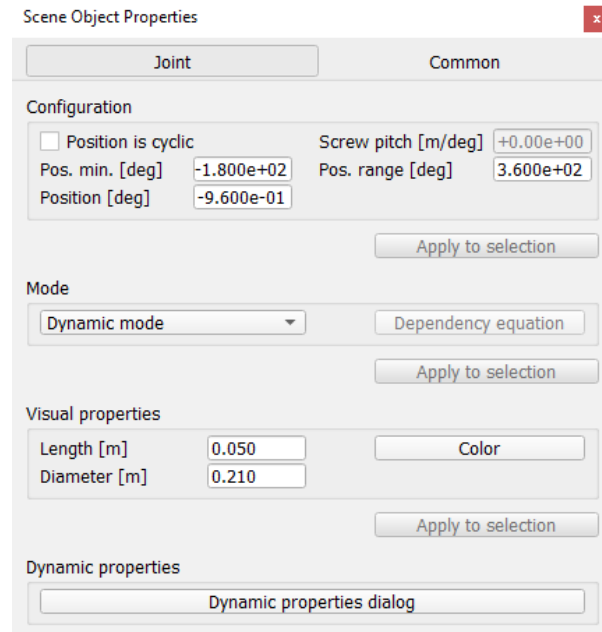 Scene Object Properties x
Joint Common
Configuration
Position is cyclic Screw pitch [m/deg] +0.00e+00
Pos. min. [deg] -1.800e+02 Pos. range [deg] 3.600e+02
Position [deg] -9.600e-01
Apply to selection
Mode
Dynamic mode Dependency equation
Apply to selection
Visual properties
Length [m] 0.050 Color
Diameter [m] 0.210
Apply to selection
Dynamic properties
Dynamic properties dialog